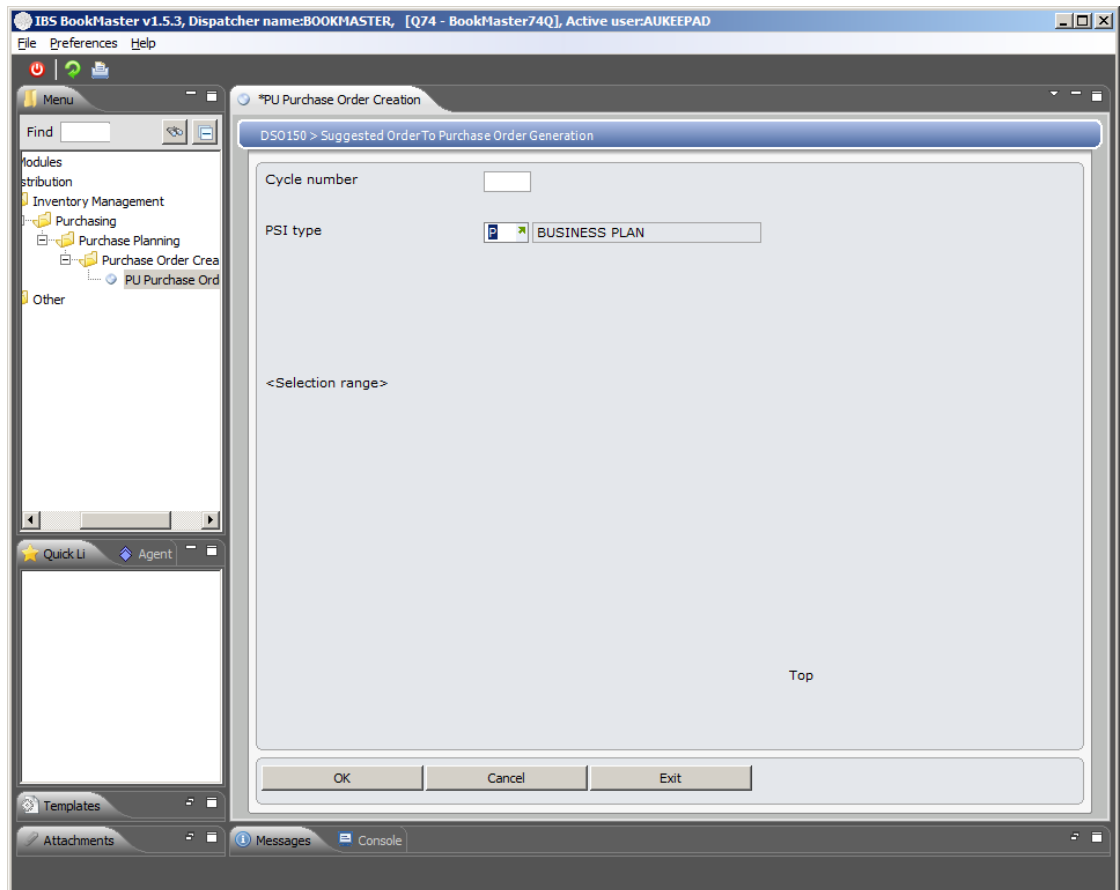 IBS BookMaster v1.5.3, Dispatcher name:BOOKMASTER, [Q74 - BookMaster74Q], Active user:AUKEEPAD
File Preferences Help
Menu
*PU Purchase Order Creation
Find
DSO150 > Suggested OrderTo Purchase Order Generation
Modules
stribution
Inventory Management
Purchasing
Purchase Planning
Purchase Order Crea
PU Purchase Ord
Other
Cycle number
PSI type P BUSINESS PLAN
<Selection range>
Top
Quick Li Agent
OK Cancel Exit
Templates
Attachments
Messages Console